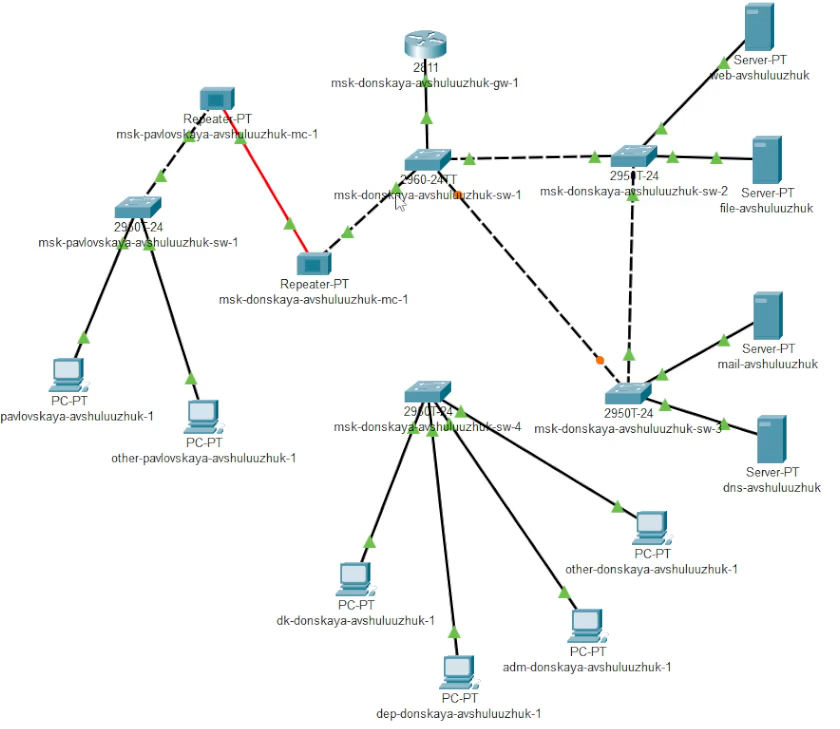 Server-PT
web-avshuluuzhuk
2811
msk-donskaya-avshuluuzhuk-gw-1
Repeater-PT
msk-pavlovskaya-avshuluuzhuk-mc-1
2960-24TT
msk-donskaya-avshuluuzhuk-sw-1
2950T-24
msk-donskaya-avshuluuzhuk-sw-2
Server-PT
file-avshuluuzhuk
2950T-24
msk-pavlovskaya-avshuluuzhuk-sw-1
Repeater-PT
msk-donskaya-avshuluuzhuk-mc-1
Server-PT
mail-avshuluuzhuk
PC-PT
pavlovskaya-avshuluuzhuk-1
2950T-24
msk-donskaya-avshuluuzhuk-sw-4
2950T-24
msk-donskaya-avshuluuzhuk-sw-3
PC-PT
other-pavlovskaya-avshuluuzhuk-1
Server-PT
dns-avshuluuzhuk
PC-PT
other-donskaya-avshuluuzhuk-1
PC-PT
dk-donskaya-avshuluuzhuk-1
PC-PT
adm-donskaya-avshuluuzhuk-1
PC-PT
dep-donskaya-avshuluuzhuk-1